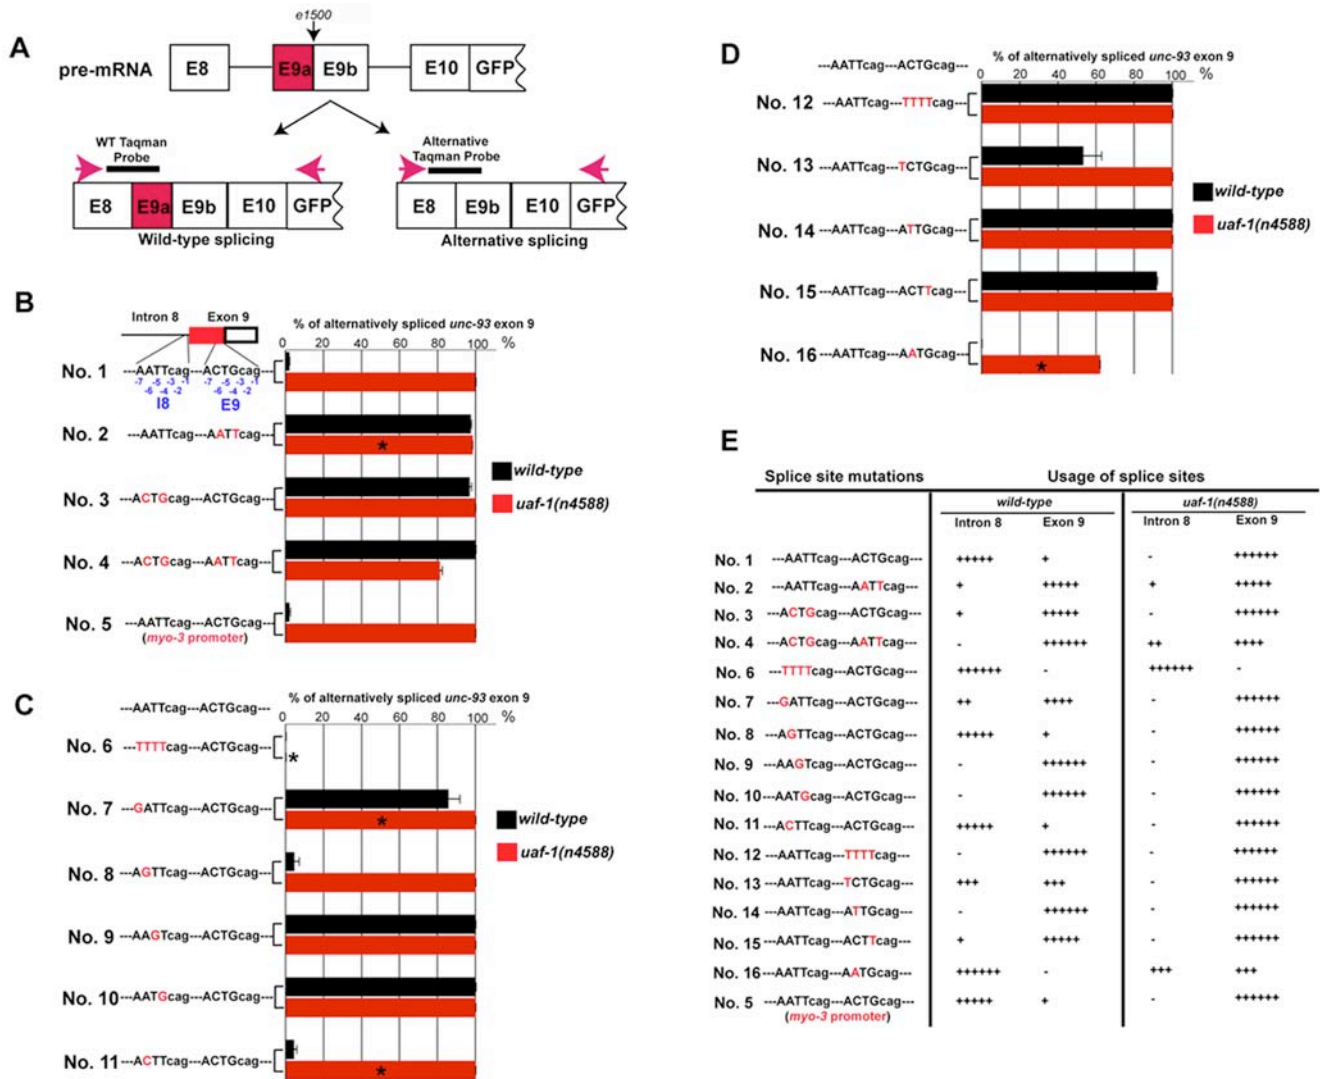 A
e1500
pre-mRNA
E8
E9a
E9b
E10
GFP
WT Taqman
Probe
Alternative
Taqman Probe
E8
E9a
E9b
E10
GFP
E8
E9b
E10
GFP
Wild-type splicing
Alternative splicing
B
Intron 8
Exon 9
% of alternatively spliced unc-93 exon 9
0 20 40 60 80 100 %
No. 1 ---AATTcag---ACTGcag---
-7 -5 -3 -1 -7 -5 -3 -1
-6 -4 -2 -6 -4 -2
I8 E9
No. 2 ---AATTcag---AATTcag---
*
No. 3 ---ACTGcag---ACTGcag---
No. 4 ---ACTGcag---AATTcag---
No. 5 ---AATTcag---ACTGcag---
(myo-3 promoter)
wild-type
uaf-1(n4588)
C
% of alternatively spliced unc-93 exon 9
---AATTcag---ACTGcag---
0 20 40 60 80 100 %
No. 6 ---TTTTcag---ACTGcag---
*
No. 7 ---GATTcag---ACTGcag---
*
No. 8 ---AGTTcag---ACTGcag---
No. 9 ---AAGTcag---ACTGcag---
No. 10 ---AATGcag---ACTGcag---
No. 11 ---ACTTcag---ACTGcag---
*
wild-type
uaf-1(n4588)
D
% of alternatively spliced unc-93 exon 9
---AATTcag---ACTGcag---
0 20 40 60 80 100 %
No. 12 ---AATTcag---TTTTcag---
No. 13 ---AATTcag---TCTGcag---
No. 14 ---AATTcag---ATTGcag---
No. 15 ---AATTcag---ACTTcag---
No. 16 ---AATTcag---AATGcag---
*
wild-type
uaf-1(n4588)
E
Splice site mutations Usage of splice sites
wild-type uaf-1(n4588)
Intron 8 Exon 9 Intron 8 Exon 9
No. 1 ---AATTcag---ACTGcag--- +++++ + - ++++++
No. 2 ---AATTcag---AATTcag--- + +++++ + +++++
No. 3 ---ACTGcag---ACTGcag--- + +++++ - ++++++
No. 4 ---ACTGcag---AATTcag--- - ++++++ ++ ++++
No. 6 ---TTTTcag---ACTGcag--- ++++++ - ++++++ -
No. 7 ---GATTcag---ACTGcag--- ++ ++++ - ++++++
No. 8 ---AGTTcag---ACTGcag--- +++++ + - ++++++
No. 9 ---AAGTcag---ACTGcag--- - ++++++ - ++++++
No. 10 ---AATGcag---ACTGcag--- - ++++++ - ++++++
No. 11 ---ACTTcag---ACTGcag--- +++++ + - ++++++
No. 12 ---AATTcag---TTTTcag--- - ++++++ - ++++++
No. 13 ---AATTcag---TCTGcag--- +++ +++ - ++++++
No. 14 ---AATTcag---ATTGcag--- - ++++++ - ++++++
No. 15 ---AATTcag---ACTTcag--- + +++++ - ++++++
No. 16 ---AATTcag---AATGcag--- ++++++ - +++ +++
No. 5 ---AATTcag---ACTGcag--- +++++ + - ++++++
(myo-3 promoter)